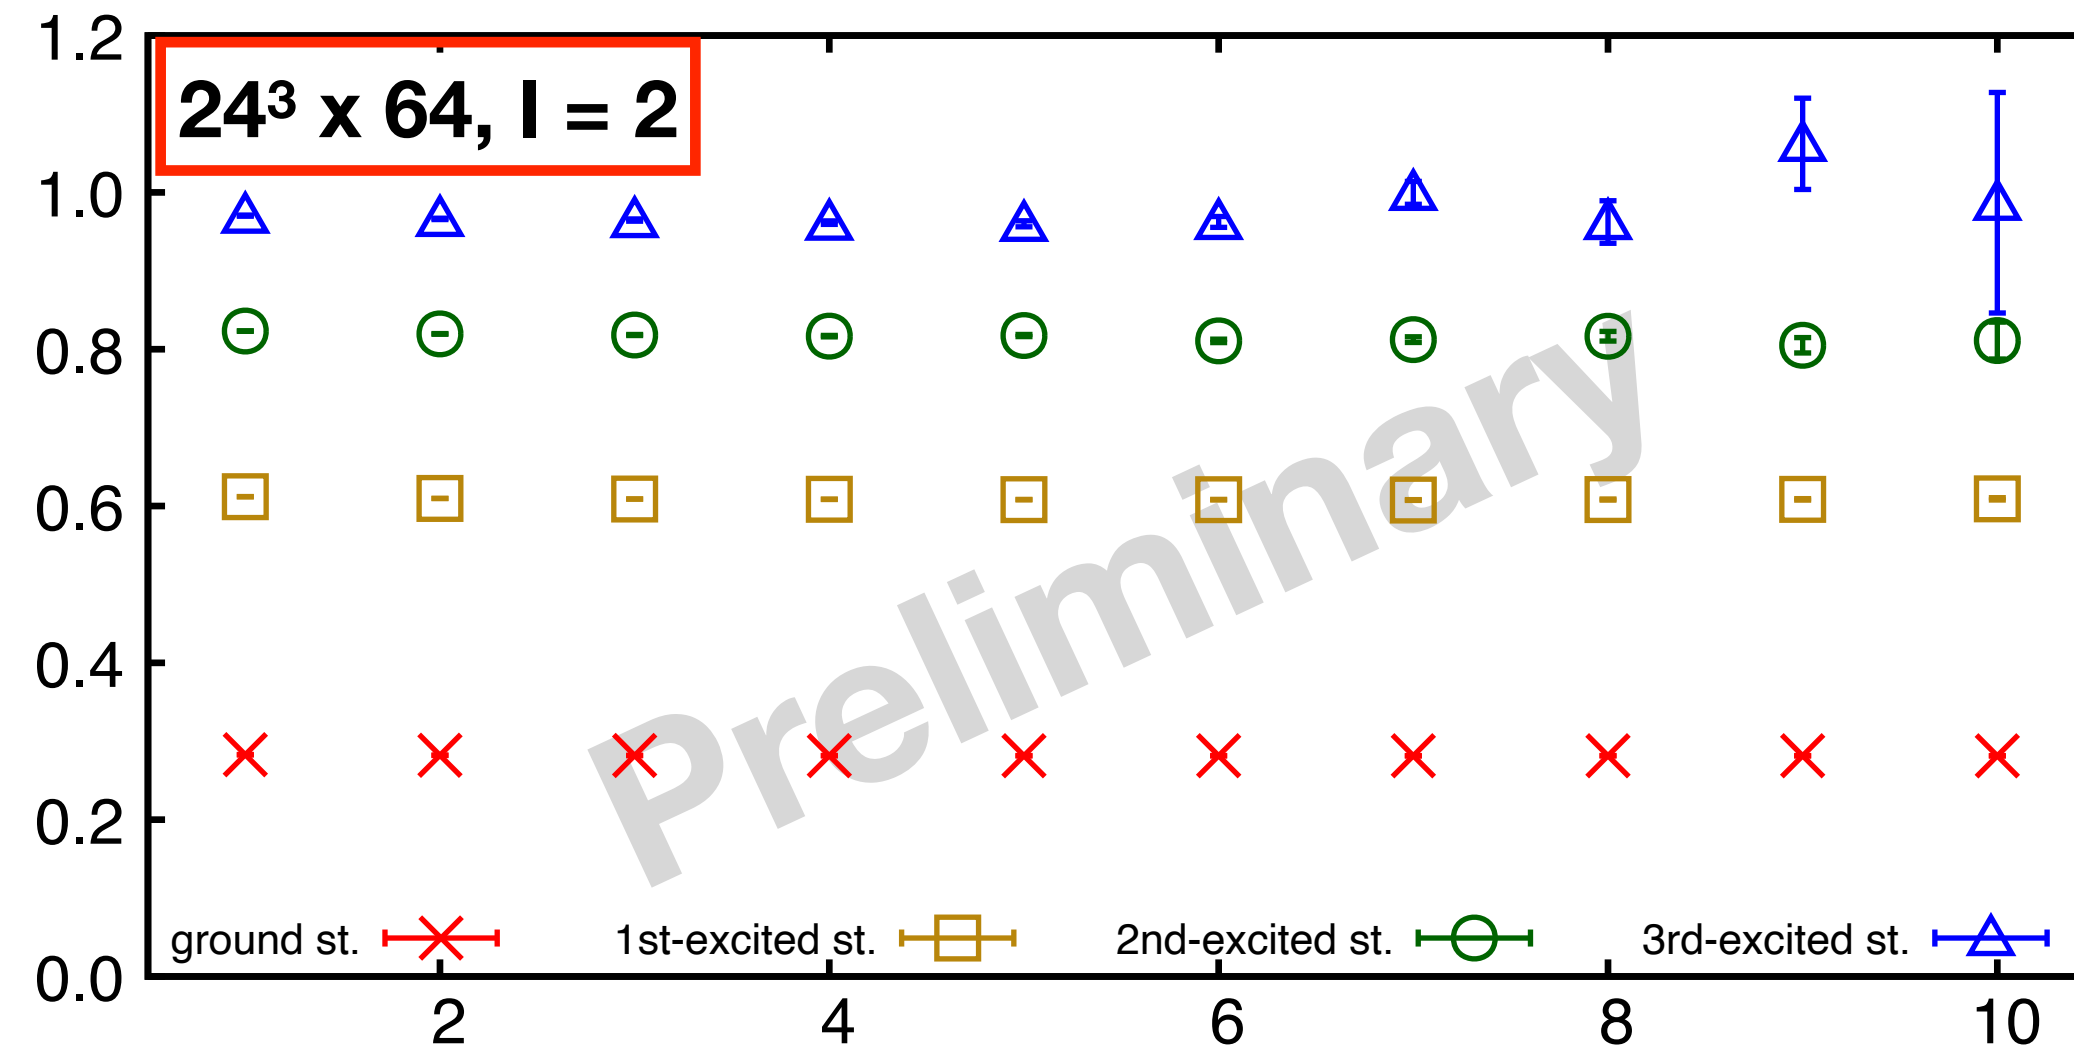 1.2
24³ x 64, I = 2
1.0
0.8
0.6
0.4
0.2
0.0
Preliminary
ground st. 1st-excited st. 2nd-excited st. 3rd-excited st.
2 4 6 8 10